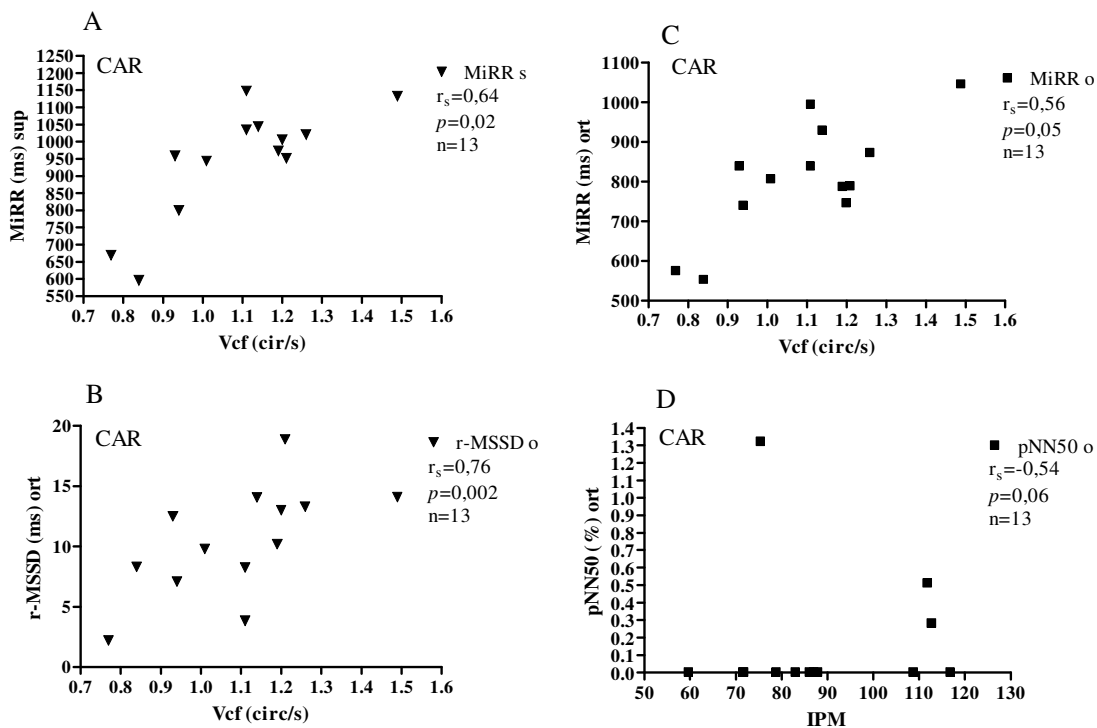 A
CAR
MiRR s
rs=0,64
p=0,02
n=13
MiRR (ms) sup
1250
1200
1150
1100
1050
1000
950
900
850
800
750
700
650
600
550
0.7 0.8 0.9 1.0 1.1 1.2 1.3 1.4 1.5 1.6
Vcf (cir/s)
C
CAR
MiRR o
rs=0,56
p=0,05
n=13
MiRR (ms) ort
1000
900
800
700
600
500
0.7 0.8 0.9 1.0 1.1 1.2 1.3 1.4 1.5 1.6
Vcf (circ/s)
B
CAR
r-MSSD o
rs=0,76
p=0,002
n=13
r-MSSD (ms) ort
20
15
10
5
0
0.7 0.8 0.9 1.0 1.1 1.2 1.3 1.4 1.5 1.6
Vcf (circ/s)
D
CAR
pNN50 o
rs=-0,54
p=0,06
n=13
pNN50 (%) ort
1.4
1.3
1.2
1.1
1.0
0.9
0.8
0.7
0.6
0.5
0.4
0.3
0.2
0.1
0.0
50 60 70 80 90 100 110 120 130
IPM